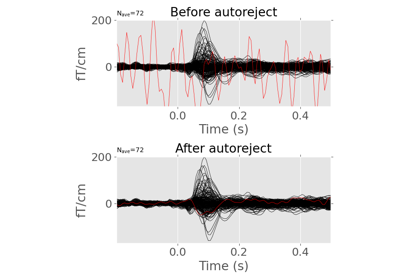 Before autoreject
Nave=72
200
0
fT/cm
0.0 0.2 0.4
Time (s)
After autoreject
Nave=72
200
0
fT/cm
0.0 0.2 0.4
Time (s)